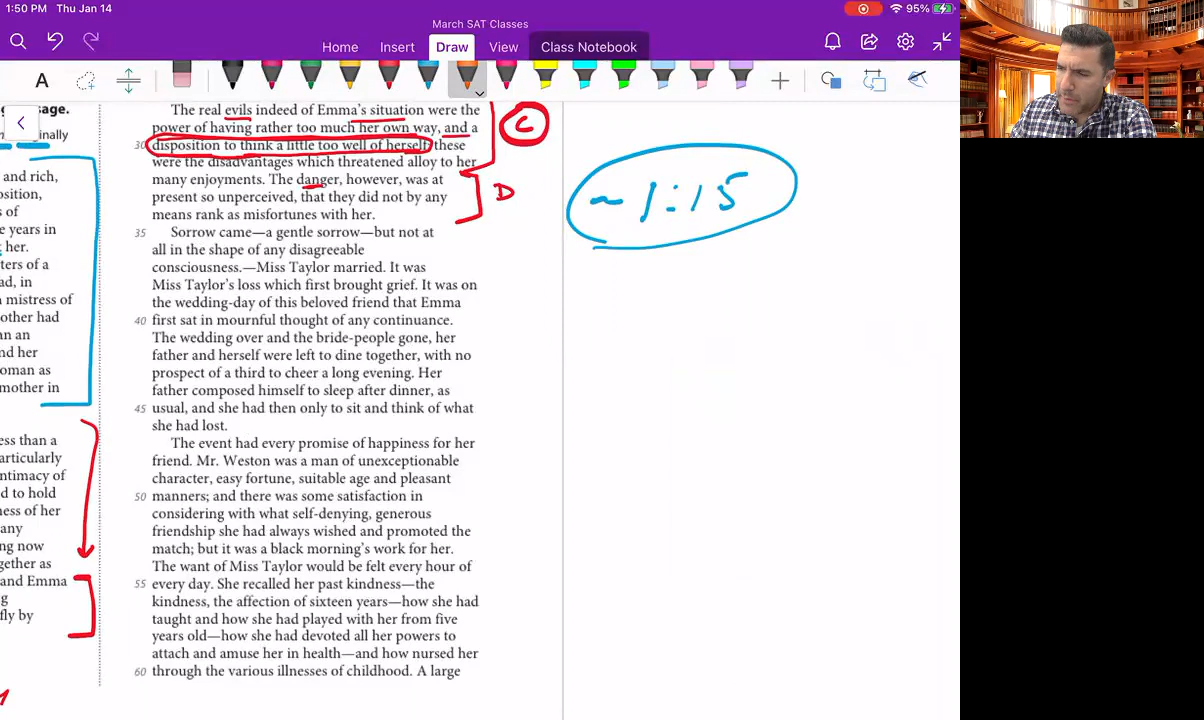 1:50 PM Thu Jan 14
March SAT Classes
95%
Home Insert Draw View Class Notebook
A
sage.
ginally
and rich,
osition,
s of
e years in
her.
ters of a
ad, in
mistress of
other had
an an
nd her
oman as
mother in
ess than a
articularly
ntimacy of
d to hold
ness of her
any
ng now
gether as
and Emma
g
fly by
The real evils indeed of Emma's situation were the
power of having rather too much her own way, and a
30 disposition to think a little too well of herself; these
were the disadvantages which threatened alloy to her
many enjoyments. The danger, however, was at
present so unperceived, that they did not by any
means rank as misfortunes with her.
35 Sorrow came—a gentle sorrow—but not at
all in the shape of any disagreeable
consciousness.—Miss Taylor married. It was
Miss Taylor's loss which first brought grief. It was on
the wedding-day of this beloved friend that Emma
40 first sat in mournful thought of any continuance.
The wedding over and the bride-people gone, her
father and herself were left to dine together, with no
prospect of a third to cheer a long evening. Her
father composed himself to sleep after dinner, as
45 usual, and she had then only to sit and think of what
she had lost.
The event had every promise of happiness for her
friend. Mr. Weston was a man of unexceptionable
character, easy fortune, suitable age and pleasant
50 manners; and there was some satisfaction in
considering with what self-denying, generous
friendship she had always wished and promoted the
match; but it was a black morning's work for her.
The want of Miss Taylor would be felt every hour of
55 every day. She recalled her past kindness—the
kindness, the affection of sixteen years—how she had
taught and how she had played with her from five
years old—how she had devoted all her powers to
attach and amuse her in health—and how nursed her
60 through the various illnesses of childhood. A large
C
D
~ 1:15